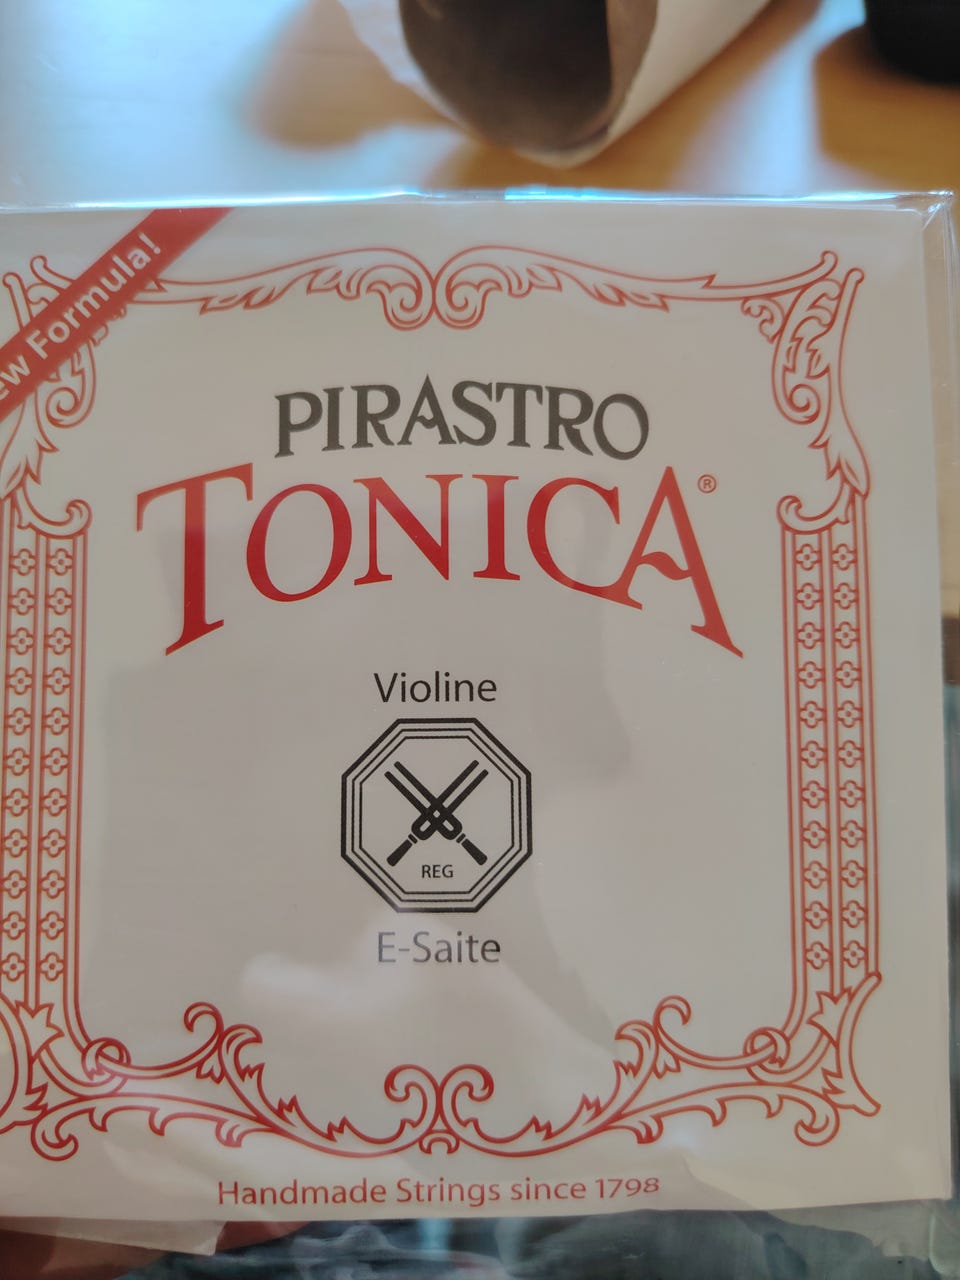 ew Formula!
PIRASTRO
TONICA®
Violine
REG
E-Saite
Handmade Strings since 1798